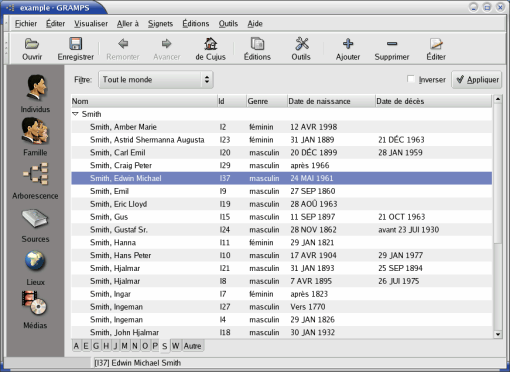 example - GRAMPS
Fichier Éditer Visualiser Aller à Signets Éditions Outils Aide
Ouvrir Enregistrer Remonter Avancer de Cujus Éditions Outils Ajouter Supprimer Éditer
Filtre: Tout le monde Inverser Appliquer
Individus
Famille
Arborescence
Sources
Lieux
Médias
Nom Id Genre Date de naissance Date de décès
Smith
Smith, Amber Marie I2 féminin 12 AVR 1998
Smith, Astrid Shermanna Augusta I23 féminin 31 JAN 1889 21 DÉC 1963
Smith, Carl Emil I20 masculin 20 DÉC 1899 28 JAN 1959
Smith, Craig Peter I29 masculin après 1966
Smith, Edwin Michael I37 masculin 24 MAI 1961
Smith, Emil I9 masculin 27 SEP 1860
Smith, Eric Lloyd I19 masculin 28 AOÛ 1963
Smith, Gus I15 masculin 11 SEP 1897 21 OCT 1963
Smith, Gustaf Sr. I24 masculin 28 NOV 1862 avant 23 JUI 1930
Smith, Hanna I11 féminin 29 JAN 1821
Smith, Hans Peter I10 masculin 17 AVR 1904 29 JAN 1977
Smith, Hjalmar I21 masculin 31 JAN 1893 25 SEP 1894
Smith, Hjalmar I8 masculin 7 AVR 1895 26 JUI 1975
Smith, Ingar I7 féminin après 1823
Smith, Ingeman I27 masculin Vers 1770
Smith, Ingeman I4 masculin 29 JAN 1826
Smith, John Hjalmar I18 masculin 30 JAN 1932
A E G H J M N O P S W Autre
[I37] Edwin Michael Smith